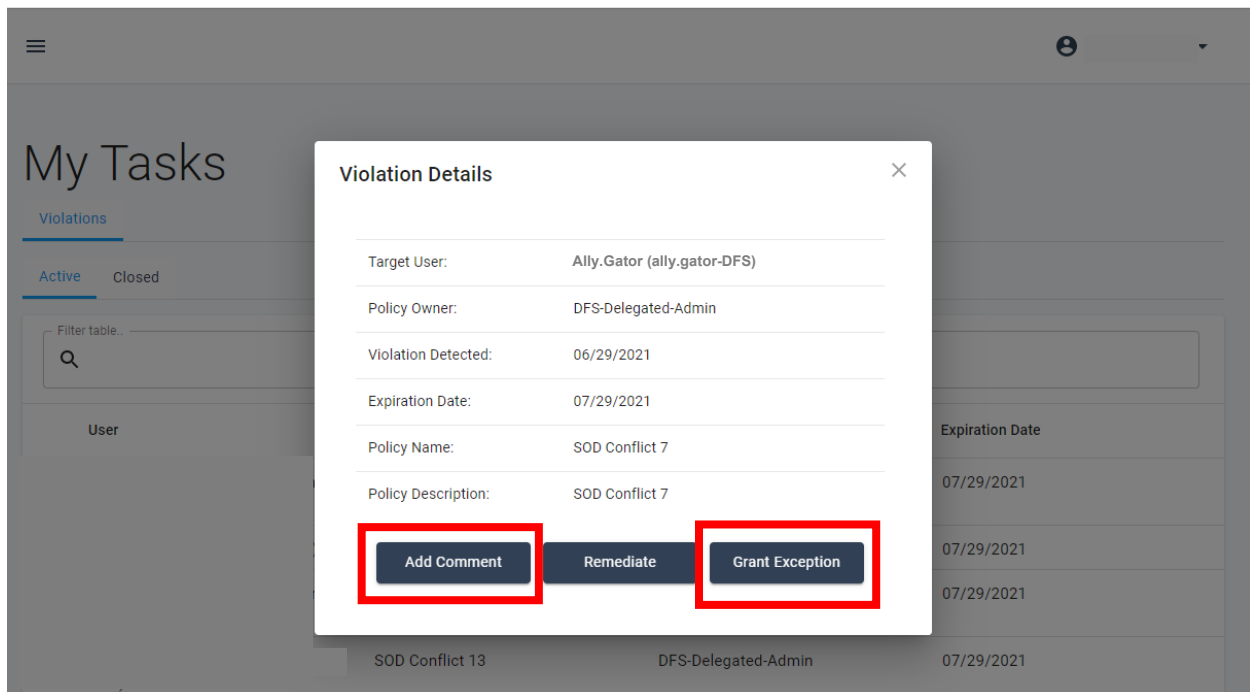 My Tasks
Violations
Active Closed
Filter table..
User Expiration Date
07/29/2021
07/29/2021
07/29/2021
SOD Conflict 13 DFS-Delegated-Admin 07/29/2021
Violation Details
Target User: Ally.Gator (ally.gator-DFS)
Policy Owner: DFS-Delegated-Admin
Violation Detected: 06/29/2021
Expiration Date: 07/29/2021
Policy Name: SOD Conflict 7
Policy Description: SOD Conflict 7
Add Comment Remediate Grant Exception